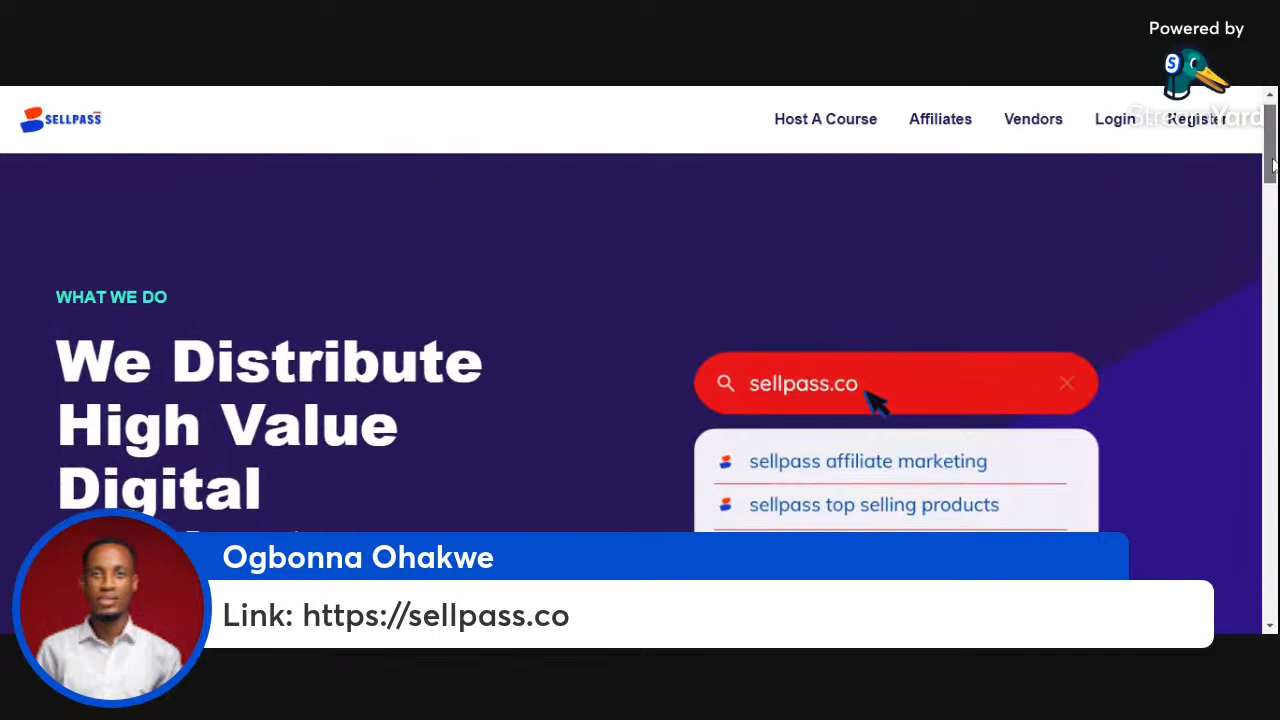 Powered by
StreamYard
SELLPASS
Host A Course Affiliates Vendors Login Register
WHAT WE DO
We Distribute
High Value
Digital
sellpass.co
sellpass affiliate marketing
sellpass top selling products
Ogbonna Ohakwe
Link: https://sellpass.co